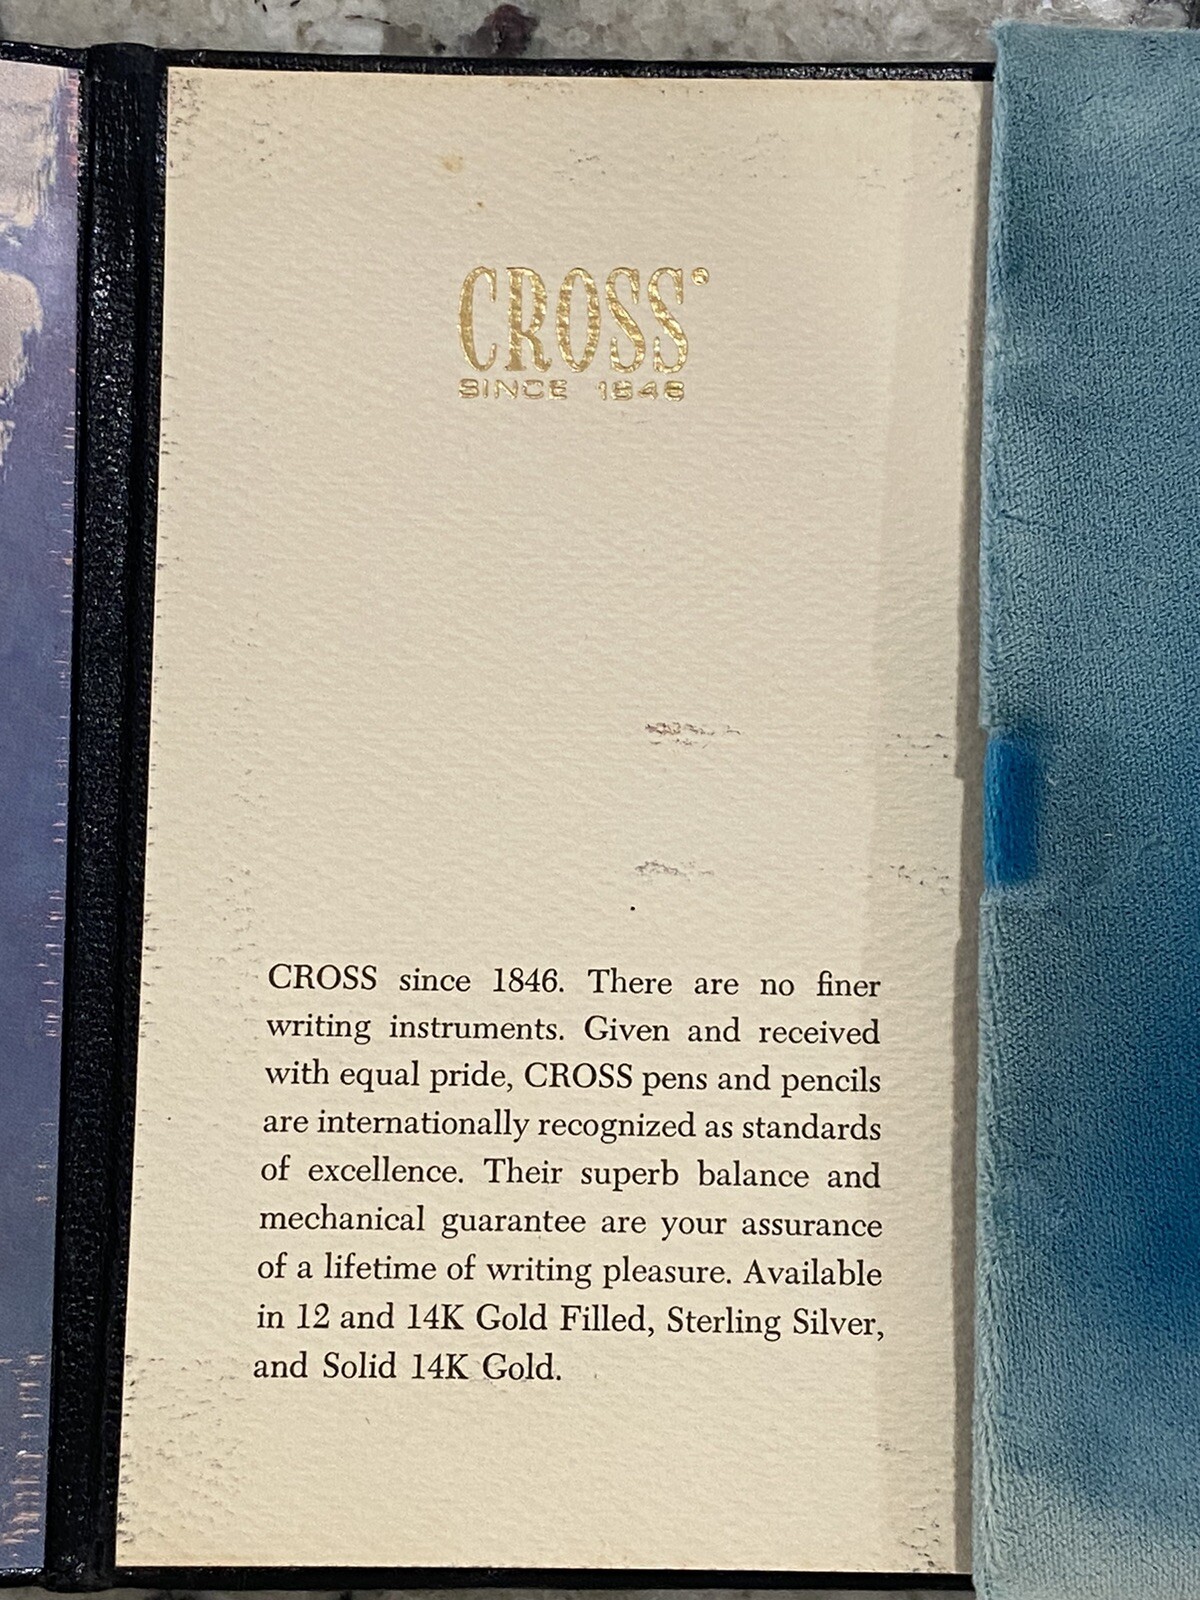 CROSS
SINCE 1846
CROSS since 1846. There are no finer
writing instruments. Given and received
with equal pride, CROSS pens and pencils
are internationally recognized as standards
of excellence. Their superb balance and
mechanical guarantee are your assurance
of a lifetime of writing pleasure. Available
in 12 and 14K Gold Filled, Sterling Silver,
and Solid 14K Gold.